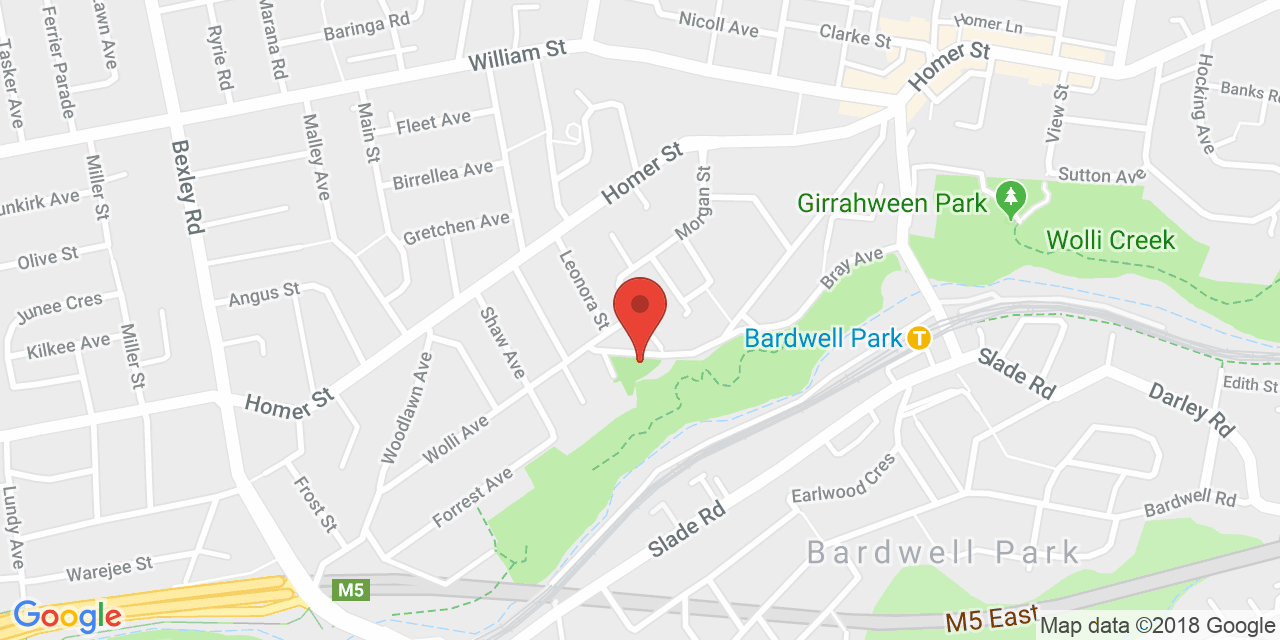 Tasker Ave
Ferrier Parade
Lawn Ave
Marana Rd
Ryrie Rd
Baringa Rd
William St
Nicoll Ave
Clarke St
Homer Ln
Homer St
Hocking Ave
Banks Rd
View St
Sutton Ave
Malley Ave
Main St
Fleet Ave
Birrellea Ave
Gretchen Ave
Homer St
Morgan St
Miller St
Bexley Rd
Olive St
Junee Cres
Kilkee Ave
Miller St
Angus St
Leonora St
Shaw Ave
Girrahween Park
Wolli Creek
Bray Ave
Bardwell Park
T
Slade Rd
Darley Rd
Edith St
Homer St
Woodlawn Ave
Wolli Ave
Forrest Ave
Frost St
Lundy Ave
Warejee St
Slade Rd
Earlwood Cres
Bardwell Rd
Bardwell Park
M5
M5 East
Google
Map data ©2018 Google